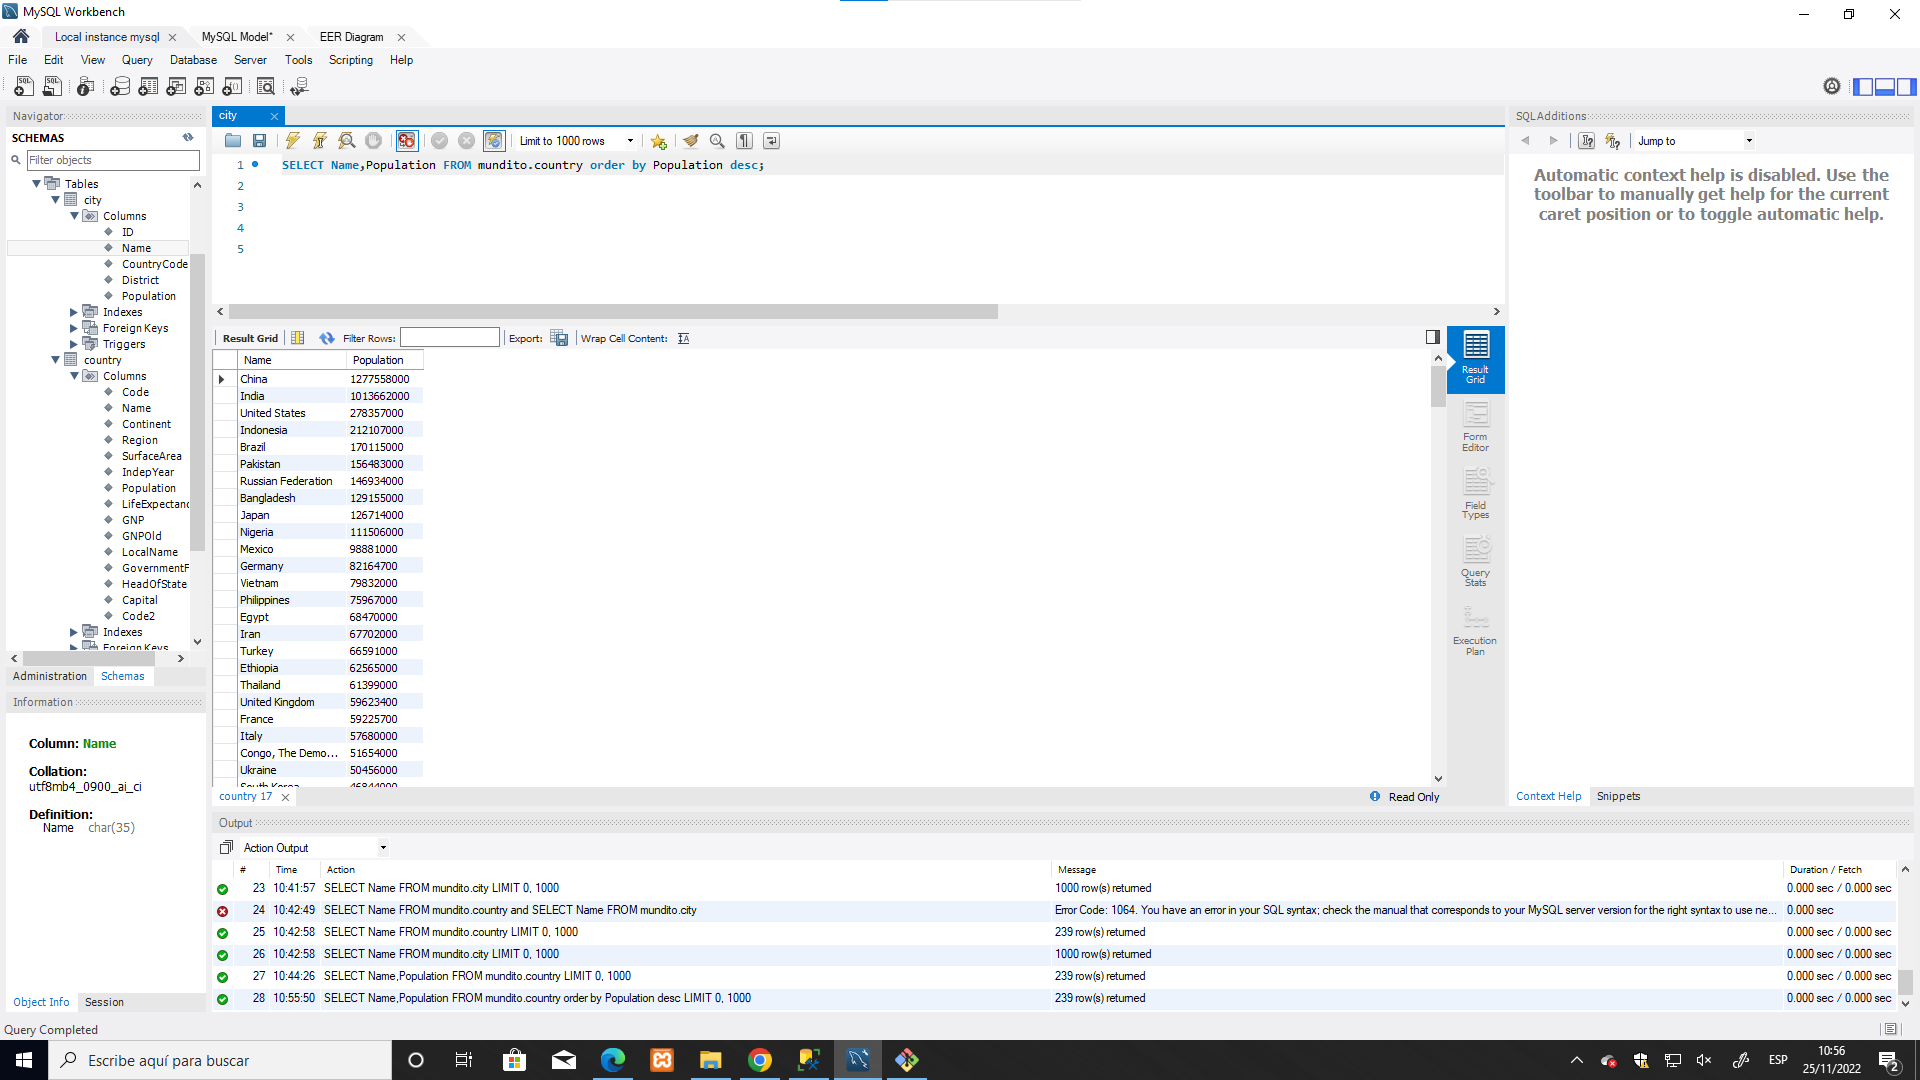 MySQL Workbench
Local instance mysql
MySQL Model*
EER Diagram
File Edit View Query Database Server Tools Scripting Help
Navigator
SCHEMAS
Filter objects
Tables
city
Columns
ID
Name
CountryCode
District
Population
Indexes
Foreign Keys
Triggers
country
Columns
Code
Name
Continent
Region
SurfaceArea
IndepYear
Population
LifeExpectanc
GNP
GNPOld
LocalName
GovernmentF
HeadOfState
Capital
Code2
Indexes
Foreign Keys
Administration Schemas
Information
Column: Name
Collation:
utf8mb4_0900_ai_ci
Definition:
Name char(35)
Object Info Session
Query Completed
city
Limit to 1000 rows
1 SELECT Name,Population FROM mundito.country order by Population desc;
2
3
4
5
Result Grid Filter Rows: Export: Wrap Cell Content:
Name Population
China 1277558000
India 1013662000
United States 278357000
Indonesia 212107000
Brazil 170115000
Pakistan 156483000
Russian Federation 146934000
Bangladesh 129155000
Japan 126714000
Nigeria 111506000
Mexico 98881000
Germany 82164700
Vietnam 79832000
Philippines 75967000
Egypt 68470000
Iran 67702000
Turkey 66591000
Ethiopia 62565000
Thailand 61399000
United Kingdom 59623400
France 59225700
Italy 57680000
Congo, The Demo... 51654000
Ukraine 50456000
South Korea 46844000
Result
Grid
Form
Editor
Field
Types
Query
Stats
Execution
Plan
country 17
Read Only
SQLAdditions
Jump to
Automatic context help is disabled. Use the
toolbar to manually get help for the current
caret position or to toggle automatic help.
Context Help Snippets
Output
Action Output
# Time Action Message Duration / Fetch
23 10:41:57 SELECT Name FROM mundito.city LIMIT 0, 1000 1000 row(s) returned 0.000 sec / 0.000 sec
24 10:42:49 SELECT Name FROM mundito.country and SELECT Name FROM mundito.city Error Code: 1064. You have an error in your SQL syntax; check the manual that corresponds to your MySQL server version for the right syntax to use ne... 0.000 sec
25 10:42:58 SELECT Name FROM mundito.country LIMIT 0, 1000 239 row(s) returned 0.000 sec / 0.000 sec
26 10:42:58 SELECT Name FROM mundito.city LIMIT 0, 1000 1000 row(s) returned 0.000 sec / 0.000 sec
27 10:44:26 SELECT Name,Population FROM mundito.country LIMIT 0, 1000 239 row(s) returned 0.000 sec / 0.000 sec
28 10:55:50 SELECT Name,Population FROM mundito.country order by Population desc LIMIT 0, 1000 239 row(s) returned 0.000 sec / 0.000 sec
Escribe aquí para buscar
ESP
10:56
25/11/2022
2